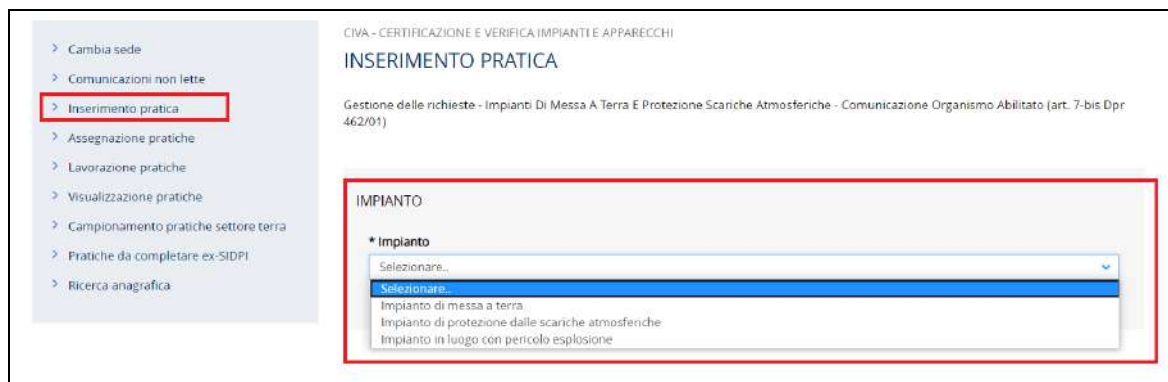 Cambia sede
Comunicazioni non lette
Inserimento pratica
Assegnazione pratiche
Lavorazione pratiche
Visualizzazione pratiche
Campionamento pratiche settore terra
Pratiche da completare ex-SIDPI
Ricerca anagrafica
CIVA - CERTIFICAZIONE E VERIFICA IMPIANTI E APPARECCHI
INSERIMENTO PRATICA
Gestione delle richieste - Impianti Di Messa A Terra E Protezione Scariche Atmosferiche - Comunicazione Organismo Abilitato (art. 7-bis Dpr
462/01)
IMPIANTO
* Impianto
Selezionare..
Selezionare..
Impianto di messa a terra
Impianto di protezione dalle scariche atmosferiche
Impianto in luogo con pericolo esplosione